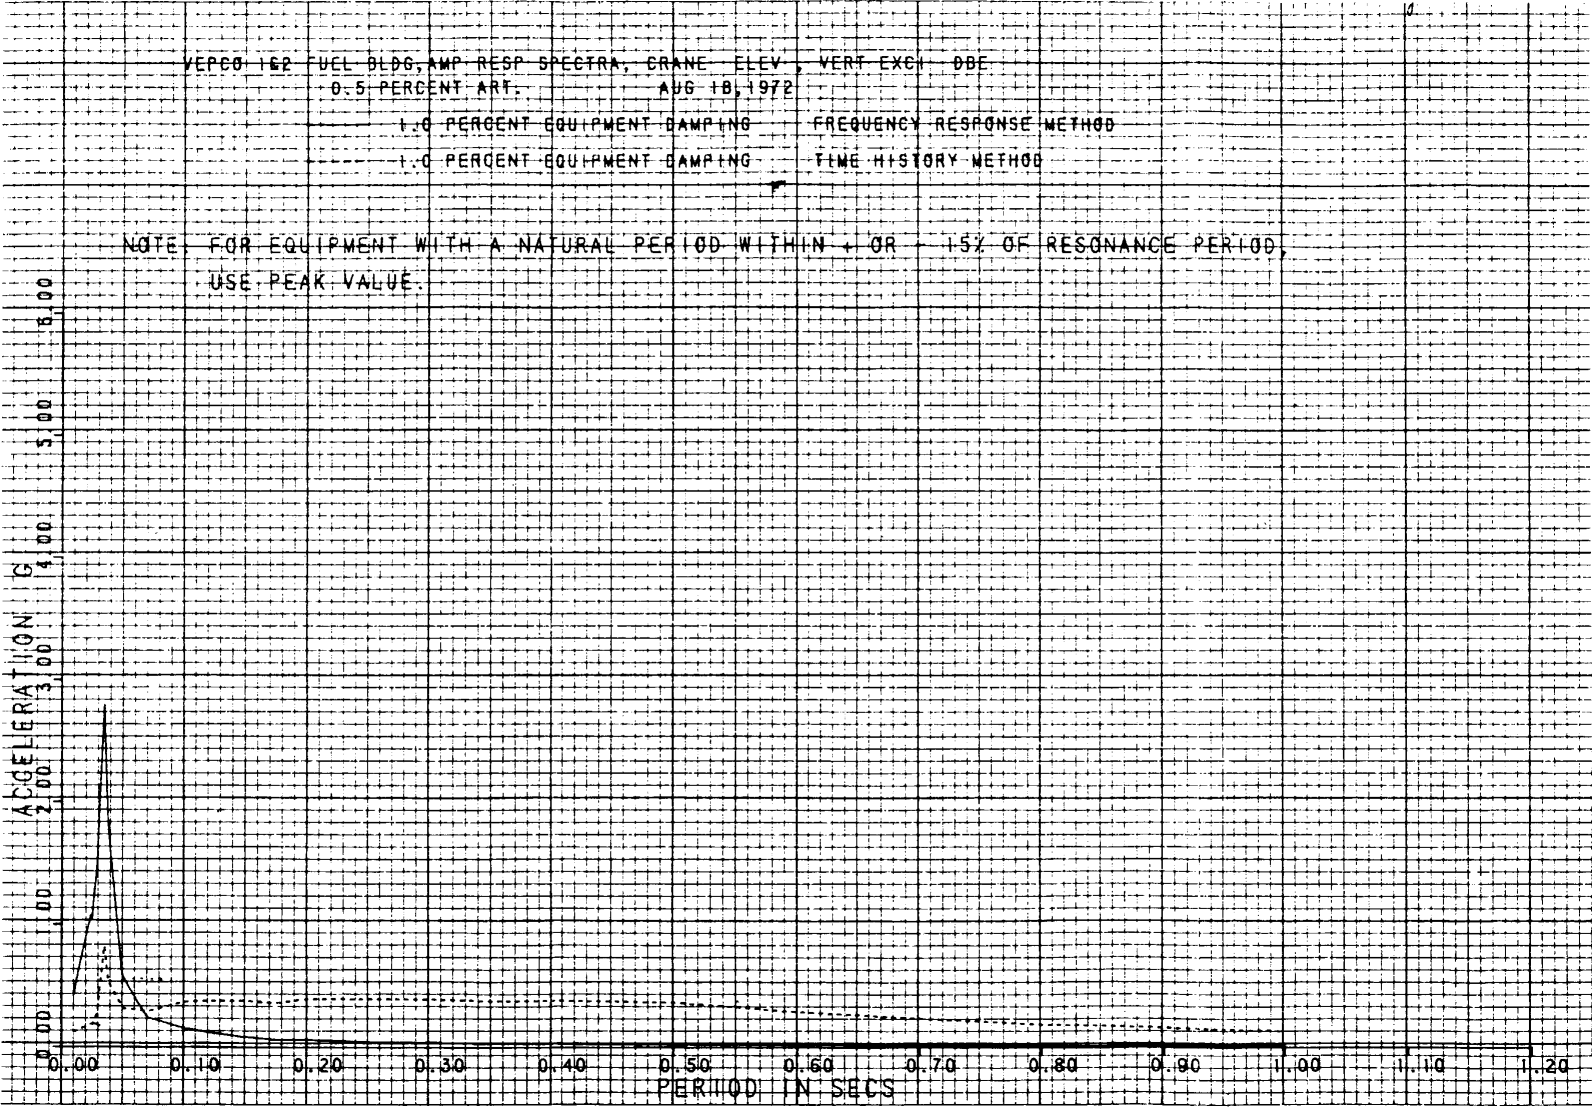 VEPCO 1&2 FUEL BLDG, AMP RESP SPECTRA, CRANE ELEV, VERT EXCI DBE
0.5 PERCENT ART. AUG 18, 1972
1.0 PERCENT EQUIPMENT DAMPING FREQUENCY RESPONSE METHOD
1.0 PERCENT EQUIPMENT DAMPING TIME HISTORY METHOD
NOTE: FOR EQUIPMENT WITH A NATURAL PERIOD WITHIN + OR - 15% OF RESONANCE PERIOD,
USE PEAK VALUE.
6.00
5.00
4.00
3.00
2.00
1.00
0.00
ACCELERATION G
0.00 0.10 0.20 0.30 0.40 0.50 0.60 0.70 0.80 0.90 1.00 1.10 1.20
PERIOD IN SECS